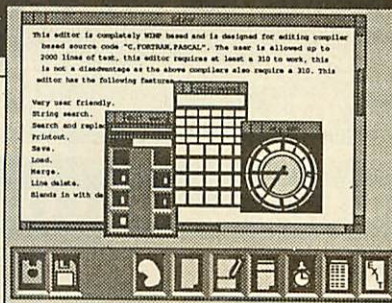 This editor is completely WIMP based and is designed for editing compiler
based source code "C,FORTRAN,PASCAL". The user is allowed up to
2000 lines of text, this editor requires at least a 310 to work, this
is not a disadvantage as the above compilers also require a 310. This
editor has the following features
Very user friendly.
String search.
Search and
Printout.
Save.
Load.
Merge.
Line delete.
Blends in with